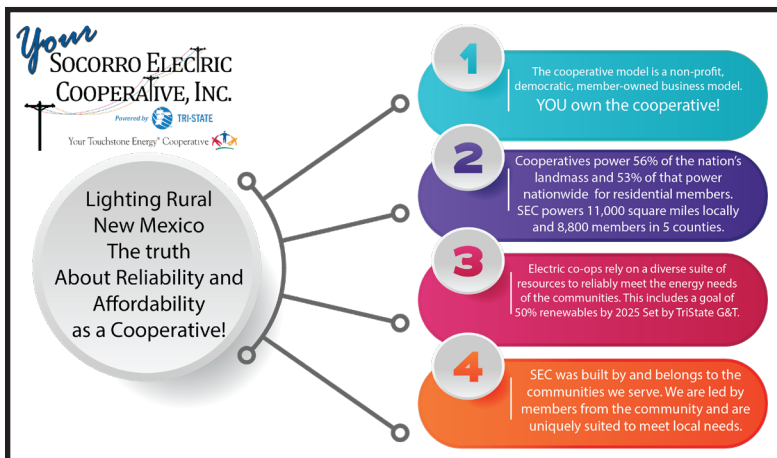 Your
SOCORRO ELECTRIC
COOPERATIVE, INC.
Powered by TRI-STATE
Your Touchstone Energy® Cooperative
Lighting Rural
New Mexico
The truth
About Reliability and
Affordability
as a Cooperative!
1
The cooperative model is a non-profit,
democratic, member-owned business model.
YOU own the cooperative!
2
Cooperatives power 56% of the nation's
landmass and 53% of that power
nationwide for residential members.
SEC powers 11,000 square miles locally
and 8,800 members in 5 counties.
3
Electric co-ops rely on a diverse suite of
resources to reliably meet the energy needs
of the communities. This includes a goal of
50% renewables by 2025 Set by TriState G&T.
4
SEC was built by and belongs to the
communities we serve. We are led by
members from the community and are
uniquely suited to meet local needs.